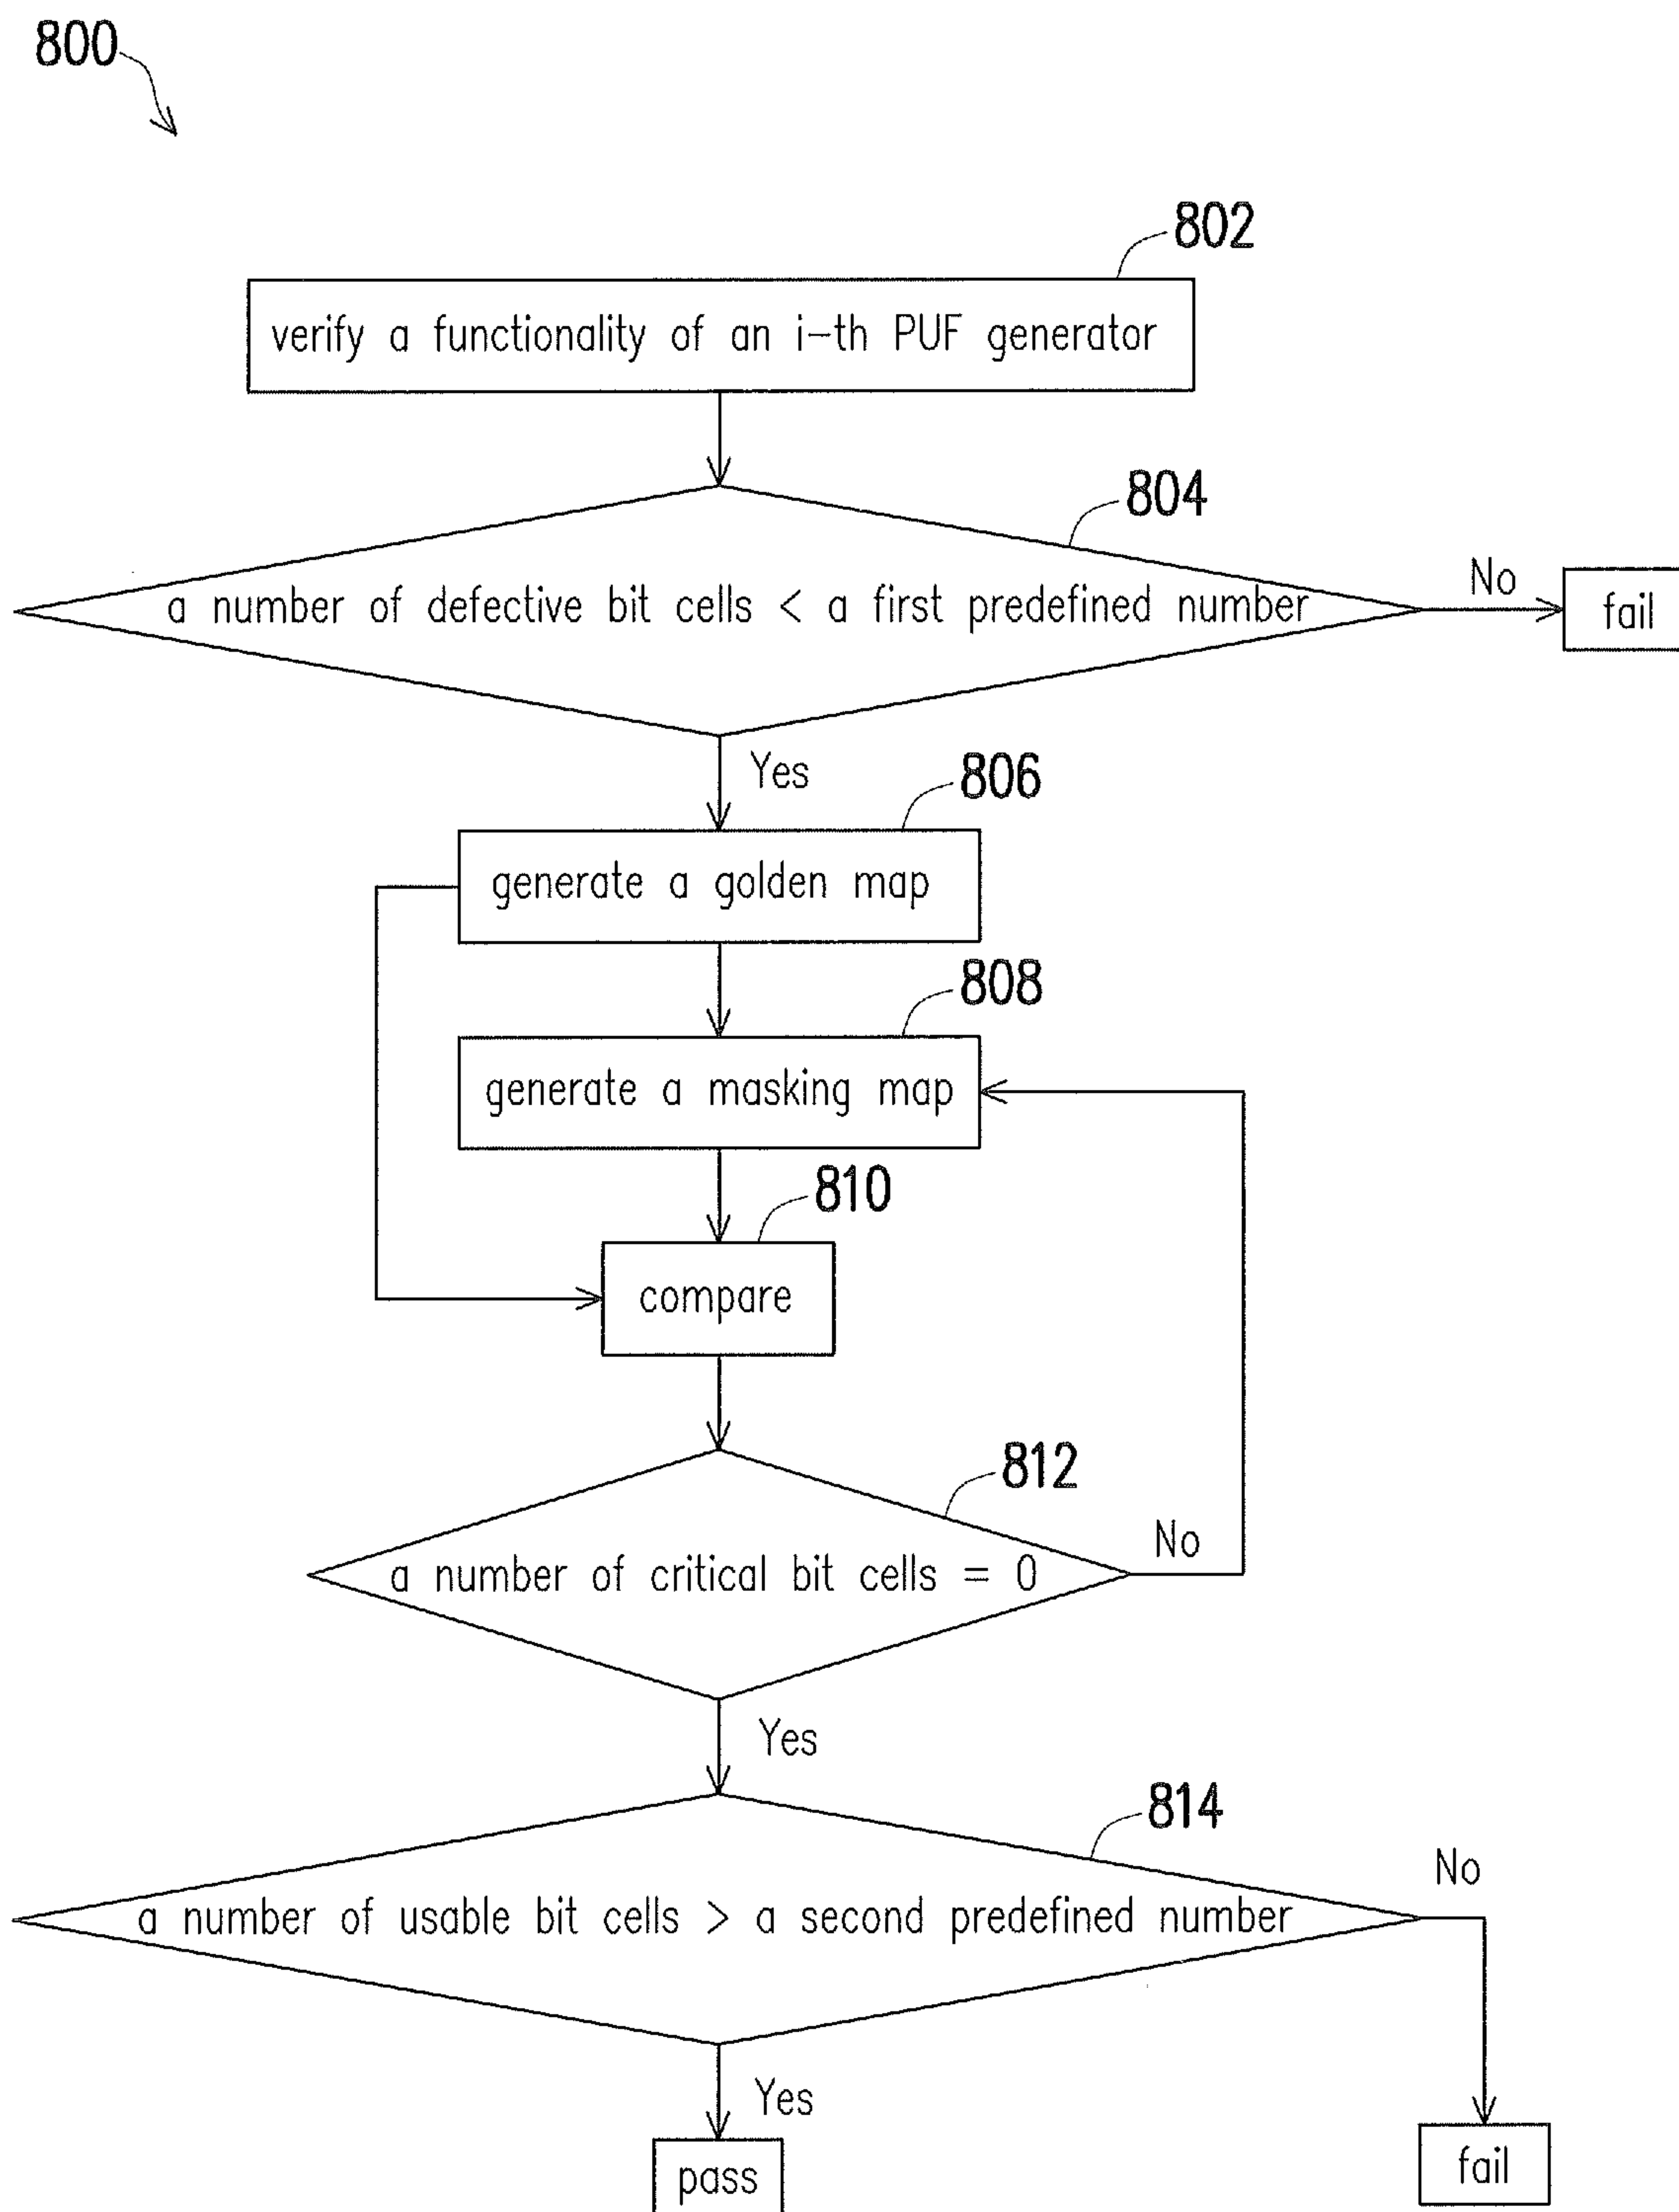 800
802
verify a functionality of an i-th PUF generator
804
a number of defective bit cells < a first predefined number
No
fail
Yes
806
generate a golden map
808
generate a masking map
810
compare
812
a number of critical bit cells = 0
No
Yes
814
a number of usable bit cells > a second predefined number
No
Yes
pass
fail